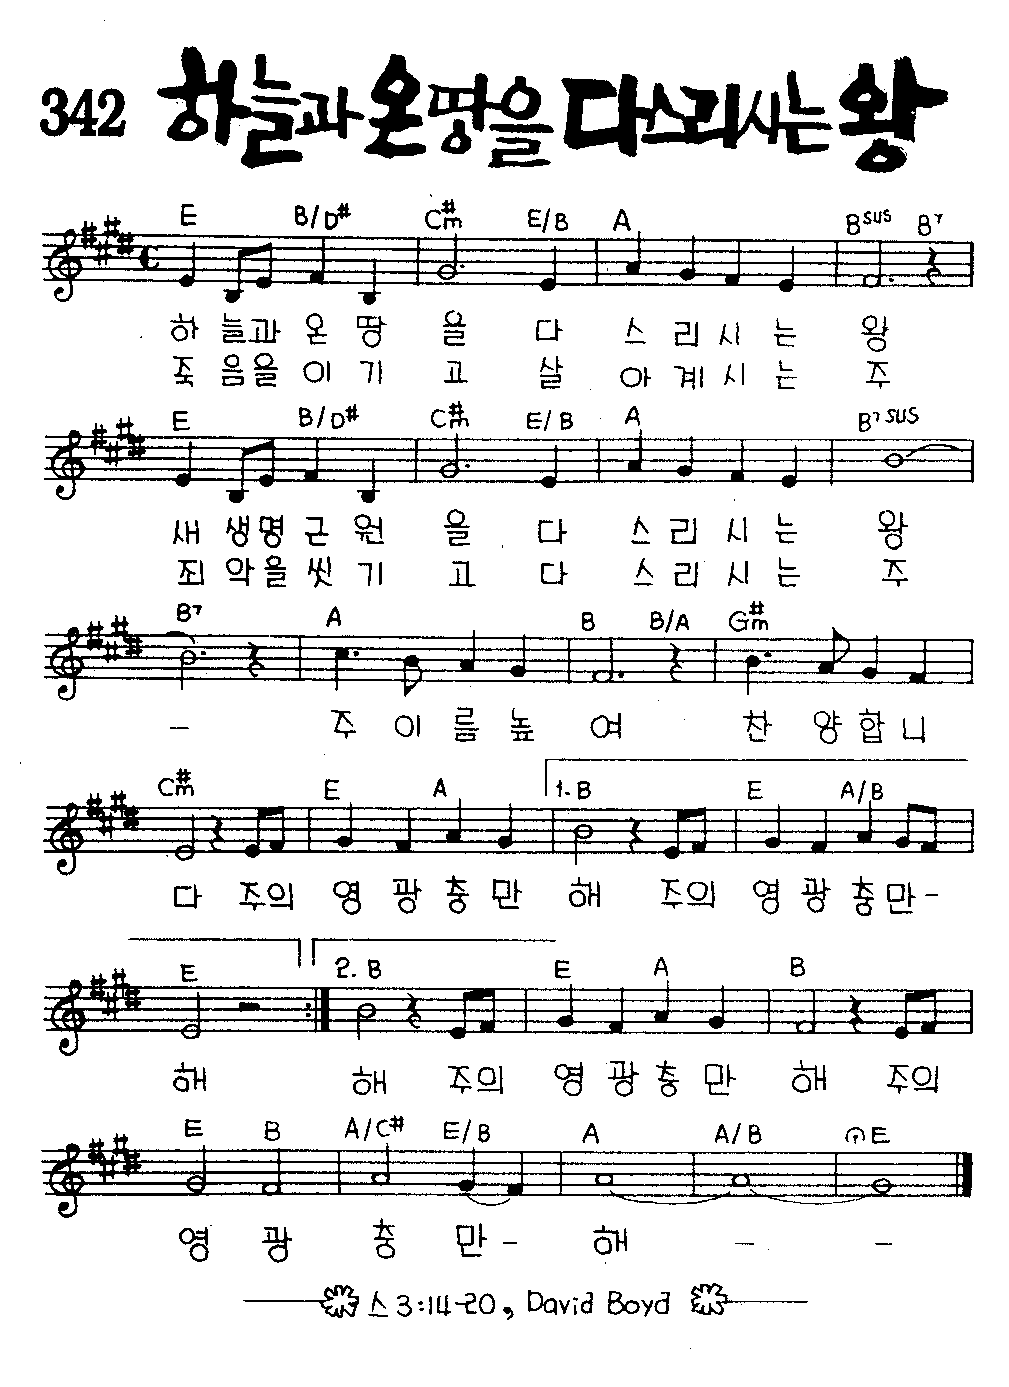 342 하늘과 온 땅을 다스리시는 왕
E B/D# C#m E/B A Bsus B7
하 늘과 온 땅 을 다 스 리 시 는 왕
죽 음을 이 기 고 살 아 계 시 는 주
E B/D# C#m E/B A B7sus
새 생명 근 원 을 다 스 리 시 는 왕
죄 악을 씻 기 고 다 스 리 시 는 주
B7 A B B/A G#m
- 주 이 름 높 여 찬 양 합 니
C#m E A 1. B E A/B
다 주의 영 광 충 만 해 주의 영 광 충 만-
E 2. B E A B
해 해 주의 영 광 충 만 해 주의
E B A/C# E/B A A/B E
영 광 충 만 - 해 - -
스 3:14-20, David Boyd